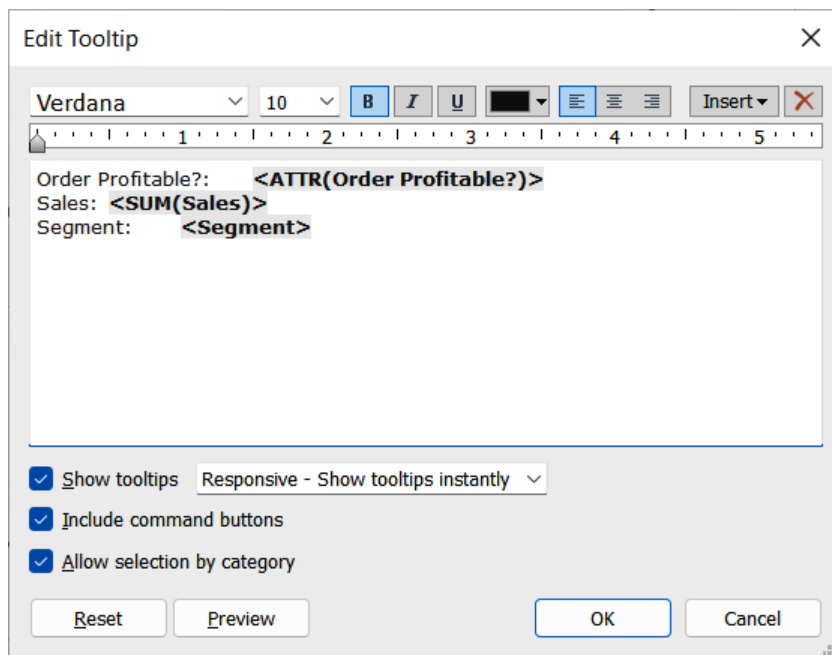 Edit Tooltip
Verdana 10 B I U Insert
1 2 3 4 5
Order Profitable?: <ATTR(Order Profitable?)>
Sales: <SUM(Sales)>
Segment: <Segment>
Show tooltips Responsive - Show tooltips instantly
Include command buttons
Allow selection by category
Reset Preview OK Cancel